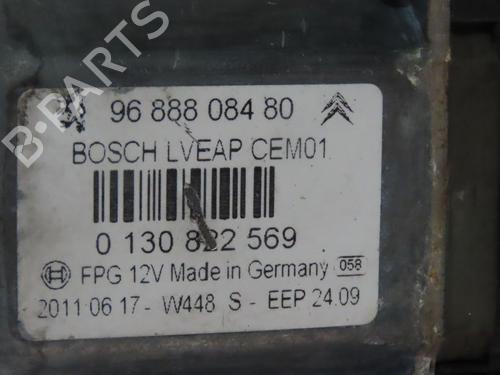 B-PARTS
96 888 084 80
BOSCH LVEAP CEM01
0 130 822 569
FPG 12V Made in Germany 058
2011 06 17 - W448 S - EEP 24.09